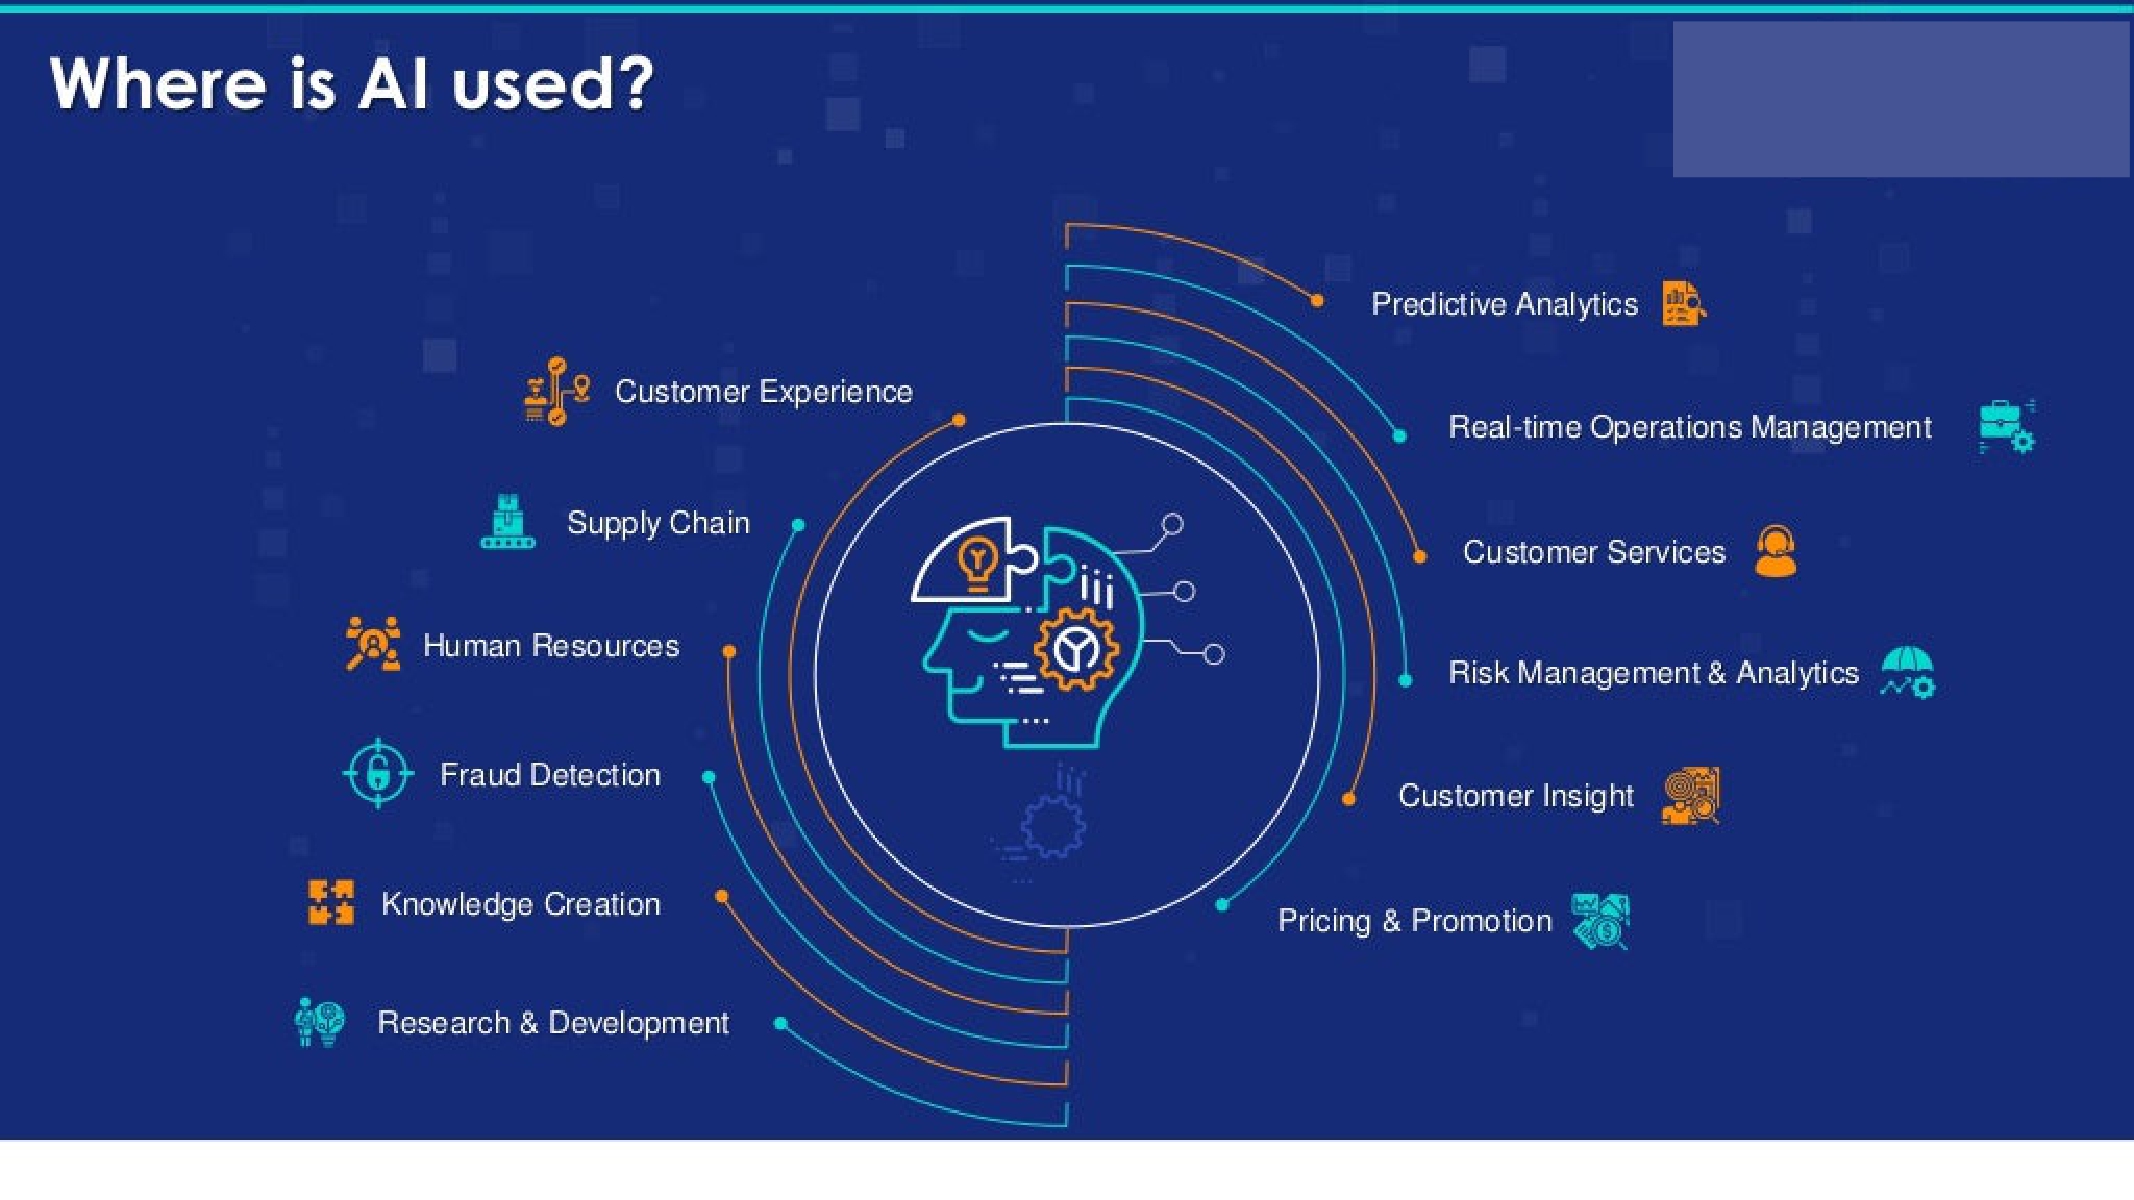 Where is AI used?
Predictive Analytics
Customer Experience
Real-time Operations Management
Supply Chain
Customer Services
Human Resources
Risk Management & Analytics
Fraud Detection
Customer Insight
Knowledge Creation
Pricing & Promotion
Research & Development